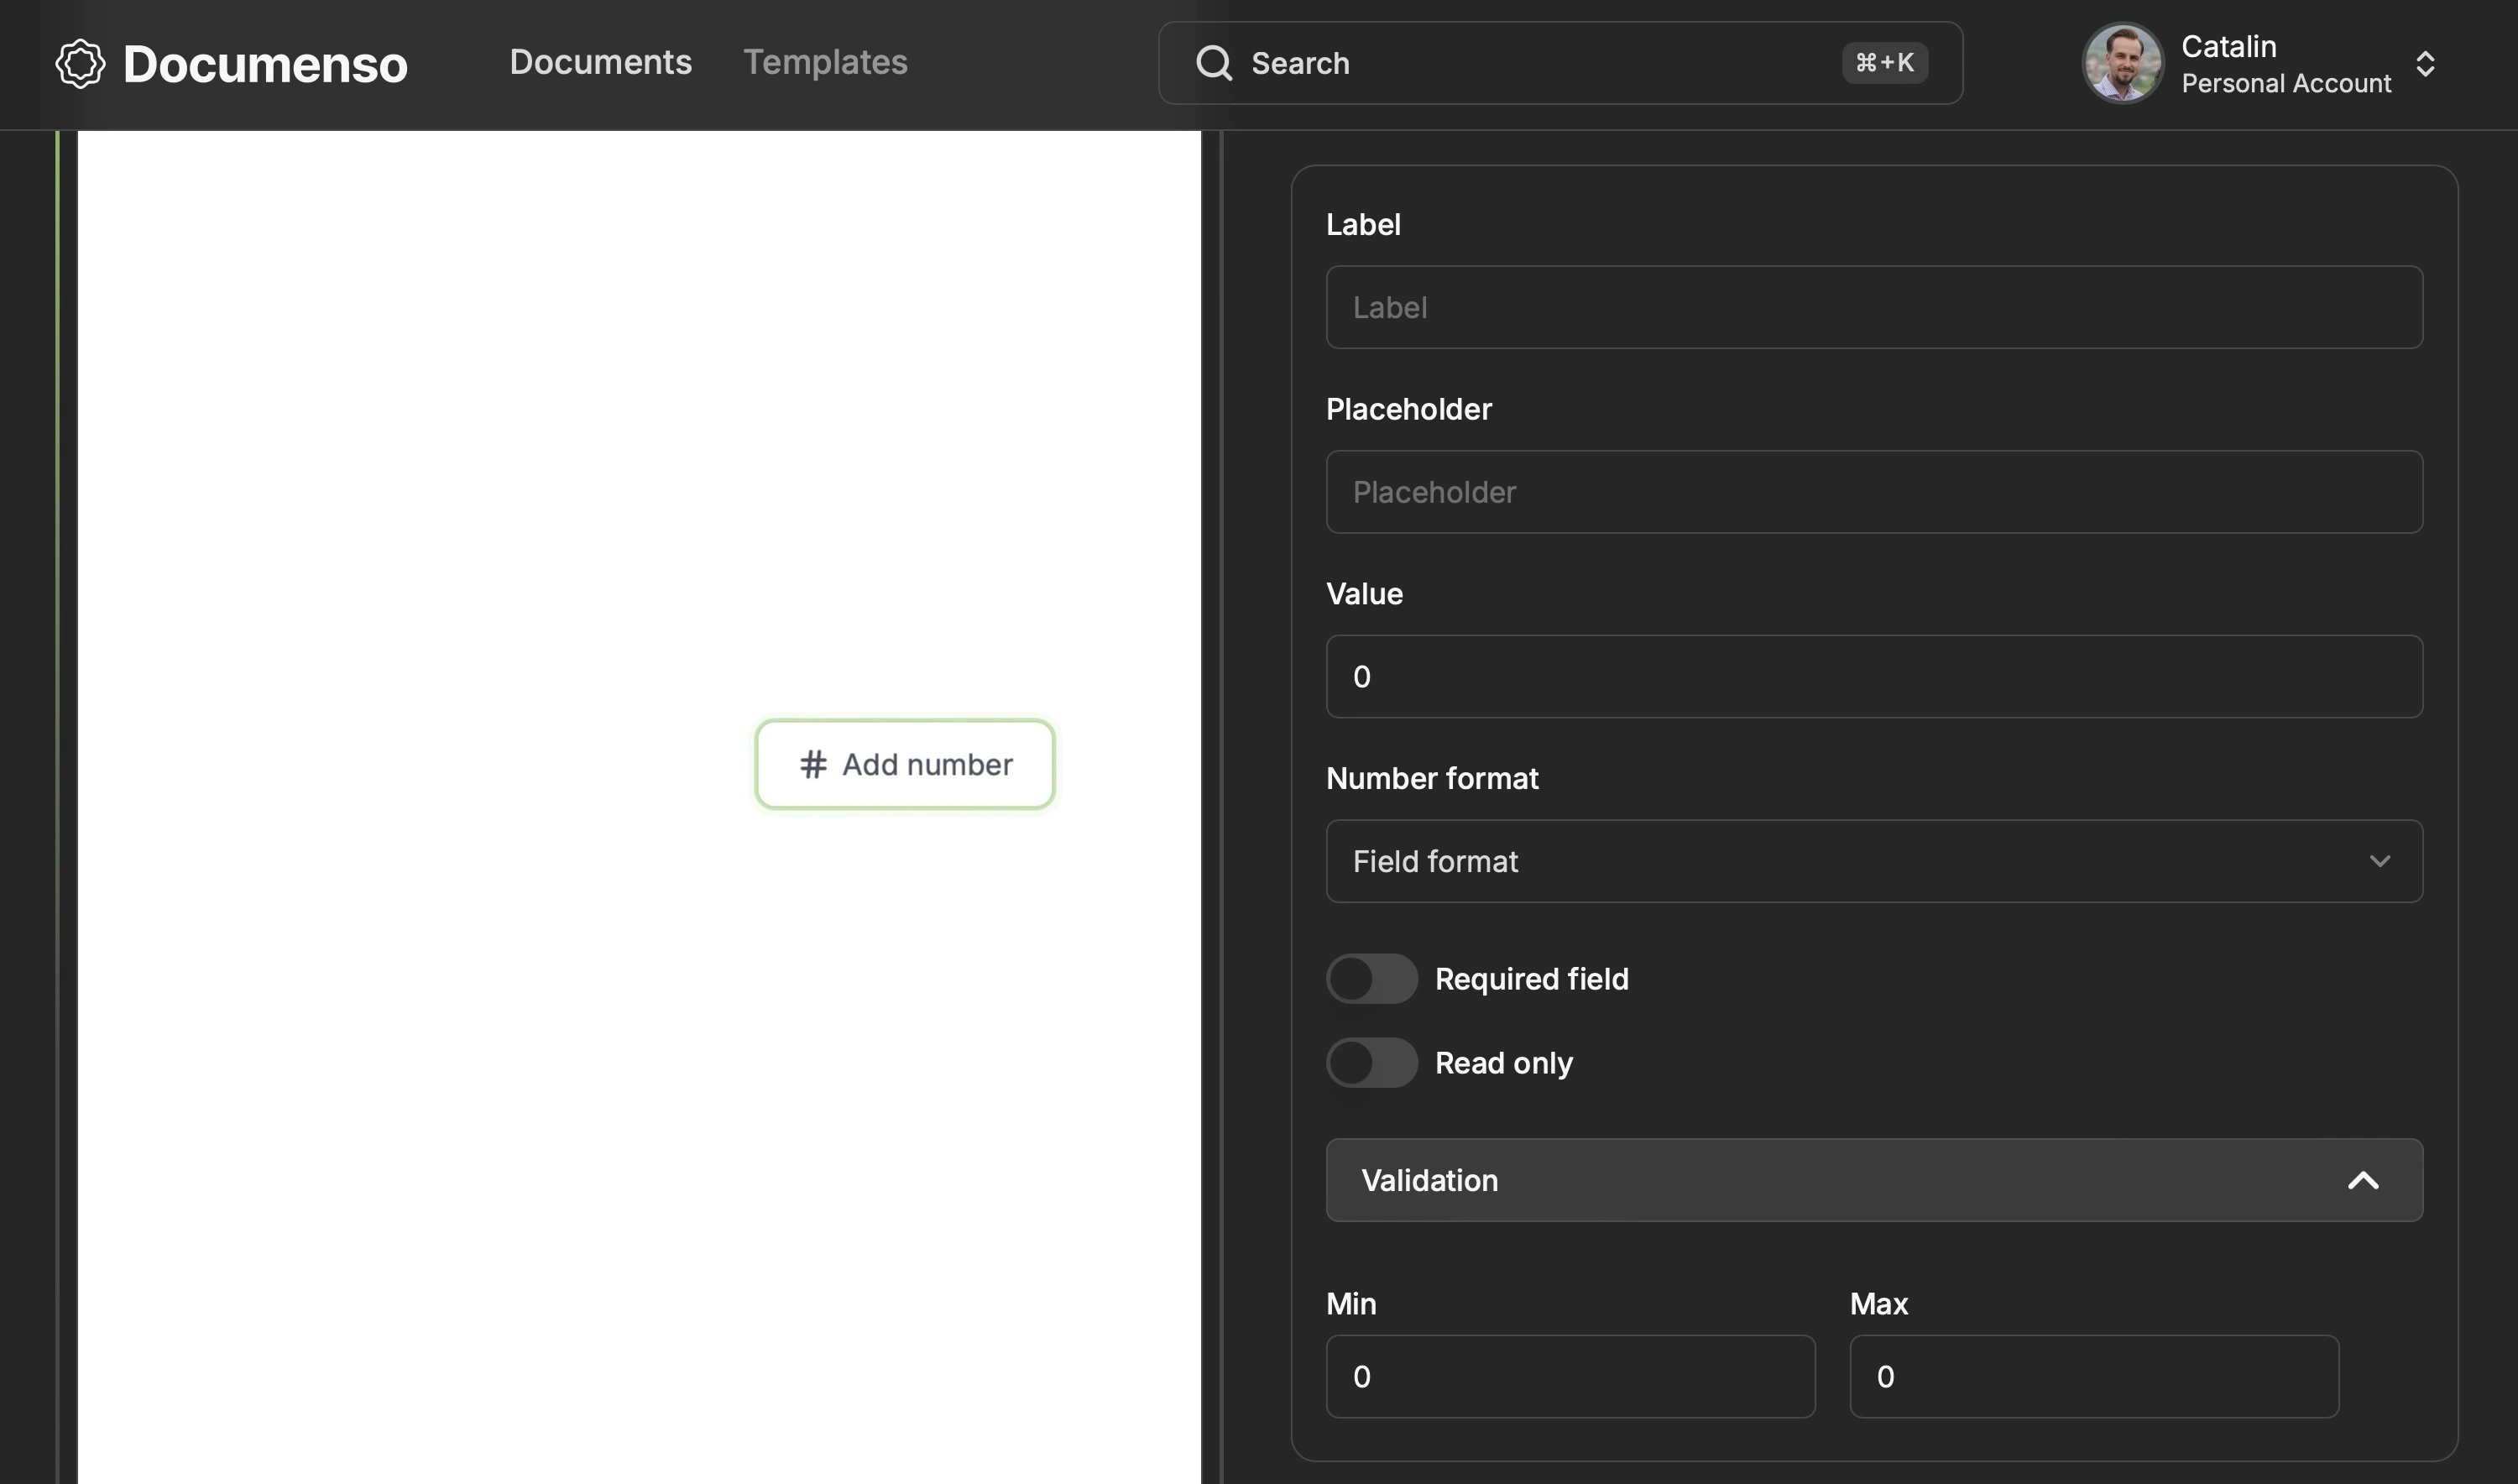 Documenso
Documents
Templates
Search
⌘+K
Catalin
Personal Account
Add number
Label
Label
Placeholder
Placeholder
Value
0
Number format
Field format
Required field
Read only
Validation
Min
Max
0
0